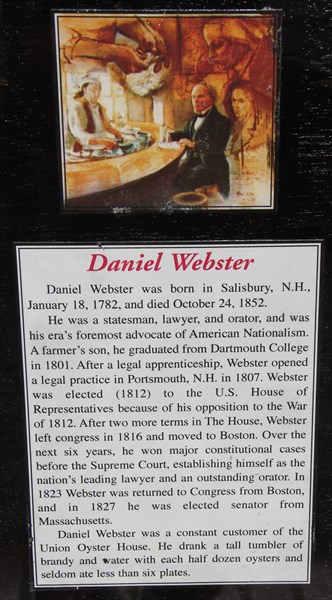 Daniel Webster
Daniel Webster was born in Salisbury, N.H.,
January 18, 1782, and died October 24, 1852.
He was a statesman, lawyer, and orator, and was
his era's foremost advocate of American Nationalism.
A farmer's son, he graduated from Dartmouth College
in 1801. After a legal apprenticeship, Webster opened
a legal practice in Portsmouth, N.H. in 1807. Webster
was elected (1812) to the U.S. House of
Representatives because of his opposition to the War
of 1812. After two more terms in The House, Webster
left congress in 1816 and moved to Boston. Over the
next six years, he won major constitutional cases
before the Supreme Court, establishing himself as the
nation's leading lawyer and an outstanding orator. In
1823 Webster was returned to Congress from Boston,
and in 1827 he was elected senator from
Massachusetts.
Daniel Webster was a constant customer of the
Union Oyster House. He drank a tall tumbler of
brandy and water with each half dozen oysters and
seldom ate less than six plates.